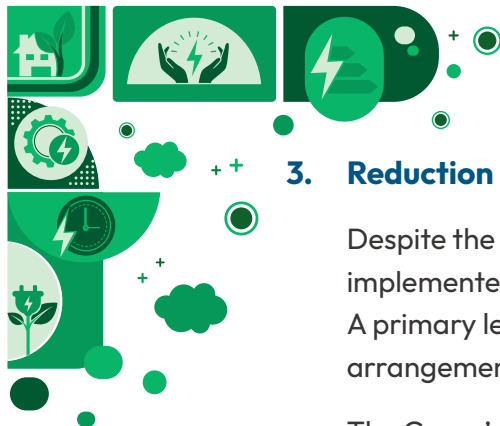 3. Reduction
Despite the
implemente
A primary le
arrangemen